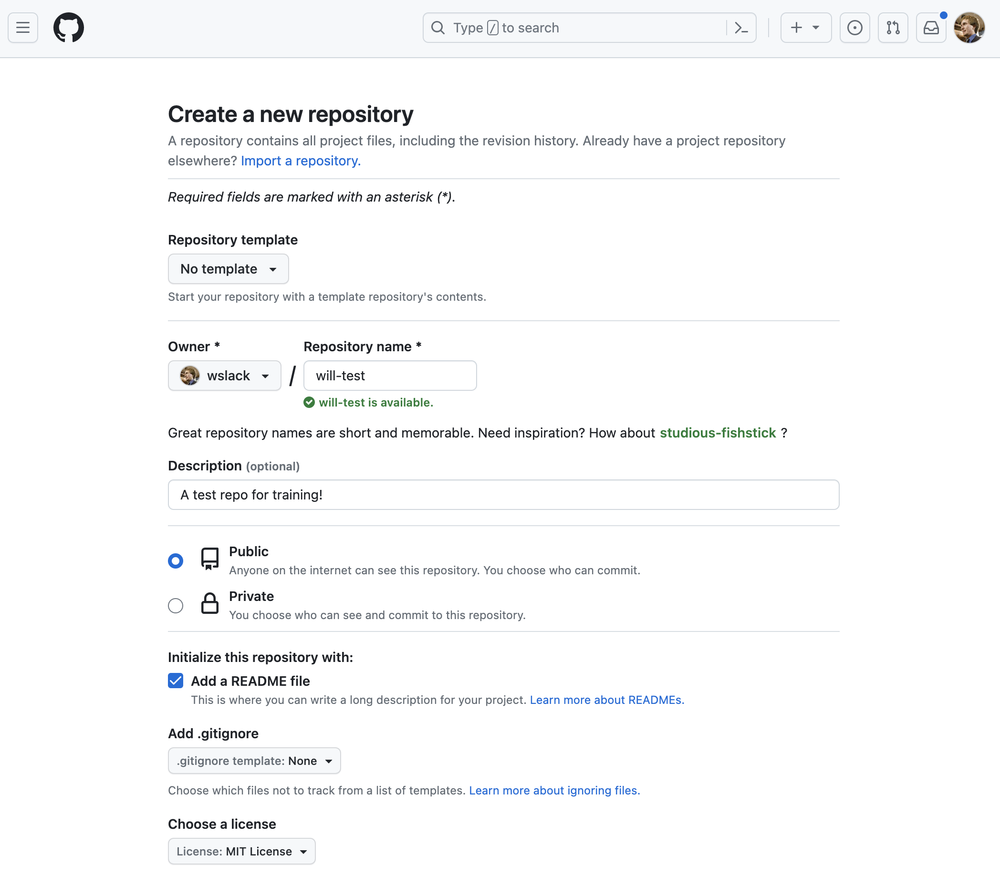 Type / to search
Create a new repository
A repository contains all project files, including the revision history. Already have a project repository
elsewhere? Import a repository.
Required fields are marked with an asterisk (*).
Repository template
No template
Start your repository with a template repository's contents.
Owner *
Repository name *
wslack
/
will-test
will-test is available.
Great repository names are short and memorable. Need inspiration? How about studious-fishstick ?
Description (optional)
A test repo for training!
Public
Anyone on the internet can see this repository. You choose who can commit.
Private
You choose who can see and commit to this repository.
Initialize this repository with:
Add a README file
This is where you can write a long description for your project. Learn more about READMEs.
Add .gitignore
.gitignore template: None
Choose which files not to track from a list of templates. Learn more about ignoring files.
Choose a license
License: MIT License